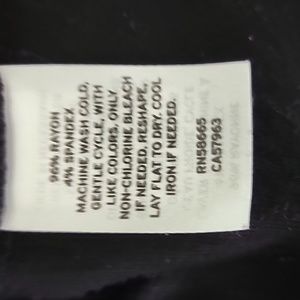 96% RAYON
4% SPANDEX
MACHINE WASH COLD,
GENTLE CYCLE, WITH
LIKE COLORS, ONLY
NON-CHLORINE BLEACH
IF NEEDED. RESHAPE,
LAY FLAT TO DRY. COOL
IRON IF NEEDED.
RN58665
CA57963